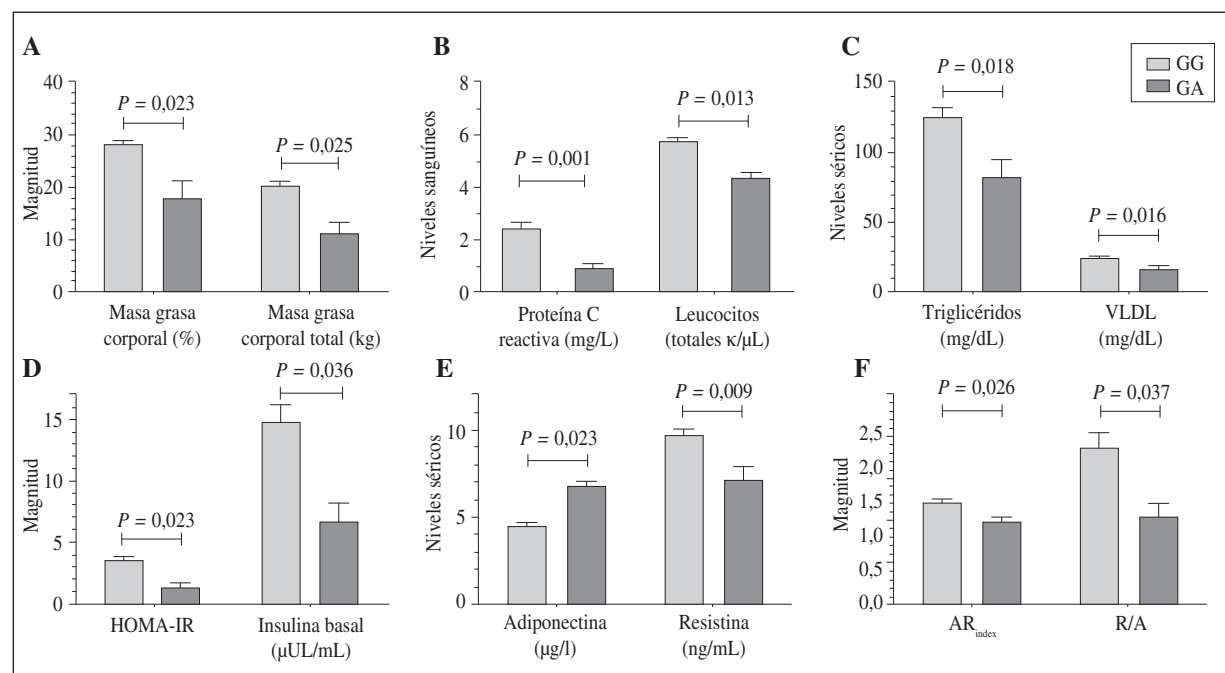 A
Magnitud
40
30
20
10
0
P = 0,023
P = 0,025
Masa grasa
corporal (%)
Masa grasa
corporal total (kg)
B
Niveles sanguíneos
8
6
4
2
0
P = 0,001
P = 0,013
Proteína C
reactiva (mg/L)
Leucocitos
(totales κ/µL)
C
Niveles séricos
150
100
50
0
P = 0,018
P = 0,016
Triglicéridos
(mg/dL)
VLDL
(mg/dL)
GG
GA
D
Magnitud
15
10
5
0
P = 0,023
P = 0,036
HOMA-IR
Insulina basal
(µUL/mL)
E
Niveles séricos
10
5
0
P = 0,023
P = 0,009
Adiponectina
(µg/l)
Resistina
(ng/mL)
F
Magnitud
2,5
2,0
1,5
1,0
0,5
0,0
P = 0,026
P = 0,037
AR index
R/A